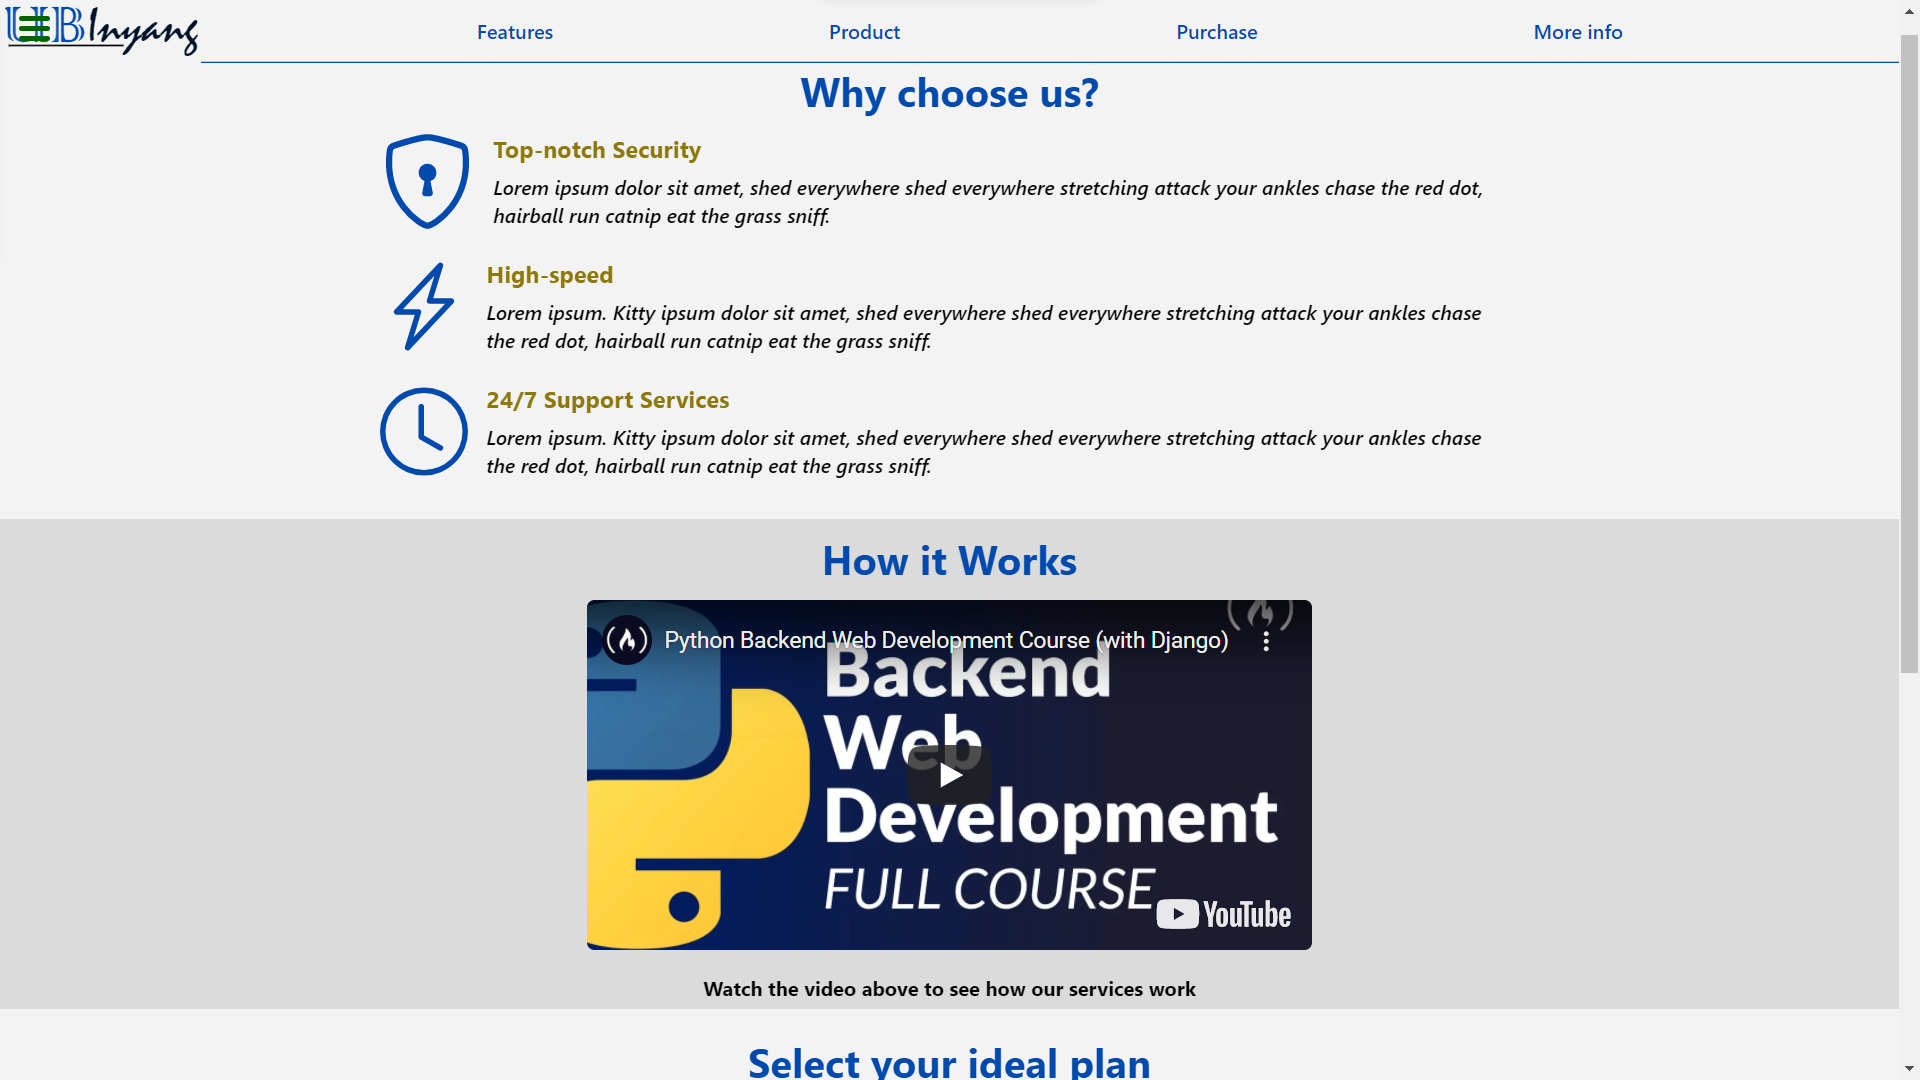 UEB Inyang
Features
Product
Purchase
More info
Why choose us?
Top-notch Security
Lorem ipsum dolor sit amet, shed everywhere shed everywhere stretching attack your ankles chase the red dot,
hairball run catnip eat the grass sniff.
High-speed
Lorem ipsum. Kitty ipsum dolor sit amet, shed everywhere shed everywhere stretching attack your ankles chase
the red dot, hairball run catnip eat the grass sniff.
24/7 Support Services
Lorem ipsum. Kitty ipsum dolor sit amet, shed everywhere shed everywhere stretching attack your ankles chase
the red dot, hairball run catnip eat the grass sniff.
How it Works
Python Backend Web Development Course (with Django)
Backend
Web
Development
FULL COURSE
YouTube
Watch the video above to see how our services work
Select your ideal plan